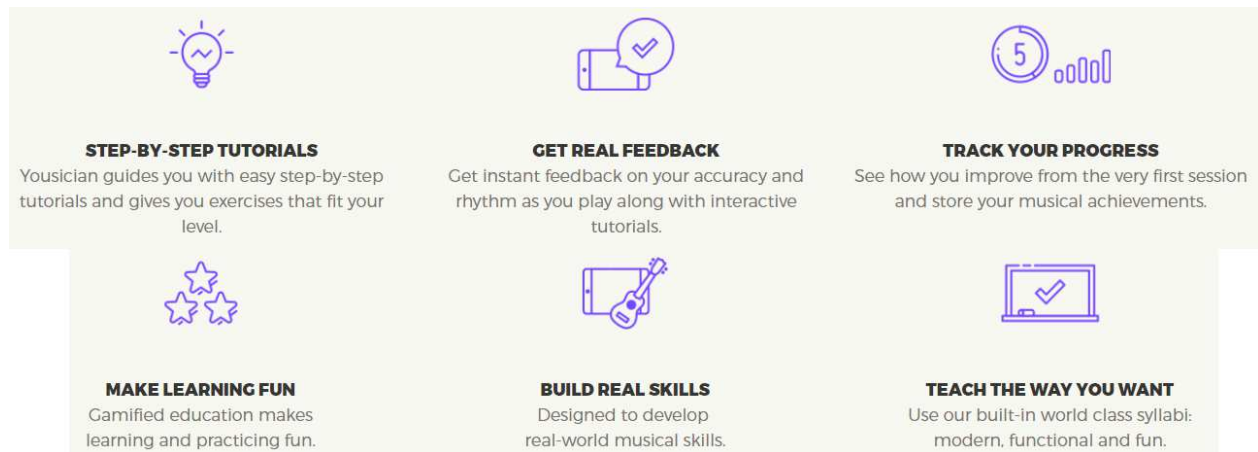 5
STEP-BY-STEP TUTORIALS
Yousician guides you with easy step-by-step
tutorials and gives you exercises that fit your
level.
GET REAL FEEDBACK
Get instant feedback on your accuracy and
rhythm as you play along with interactive
tutorials.
TRACK YOUR PROGRESS
See how you improve from the very first session
and store your musical achievements.
MAKE LEARNING FUN
Gamified education makes
learning and practicing fun.
BUILD REAL SKILLS
Designed to develop
real-world musical skills.
TEACH THE WAY YOU WANT
Use our built-in world class syllabi:
modern, functional and fun.